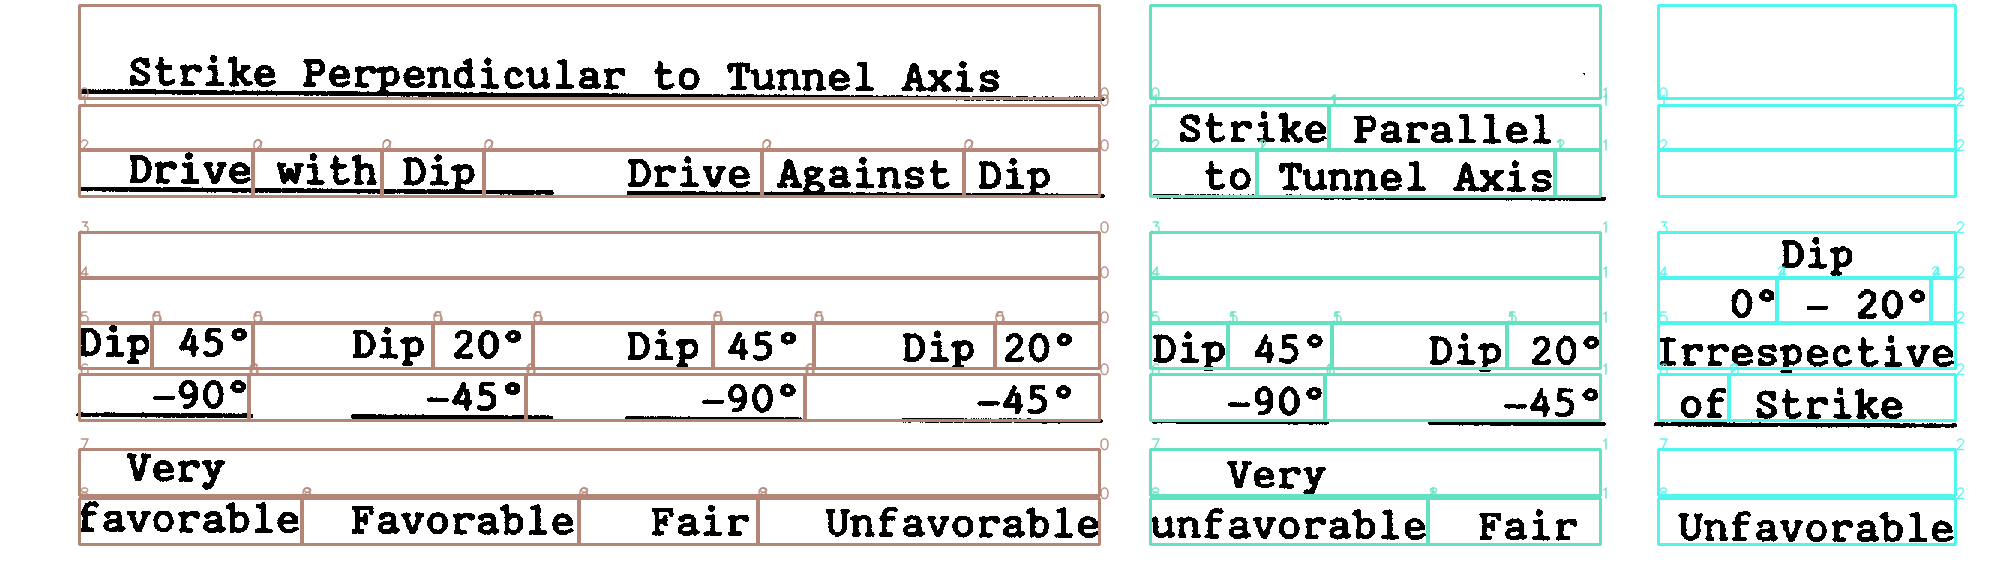 Strike Perpendicular to Tunnel Axis
Strike Parallel
Drive with Dip Drive Against Dip to Tunnel Axis
Dip
0° - 20°
Dip 45° Dip 20° Dip 45° Dip 20° Dip 45° Dip 20° Irrespective
-90° -45° -90° -45° -90° -45° of Strike
Very Very
favorable Favorable Fair Unfavorable unfavorable Fair Unfavorable